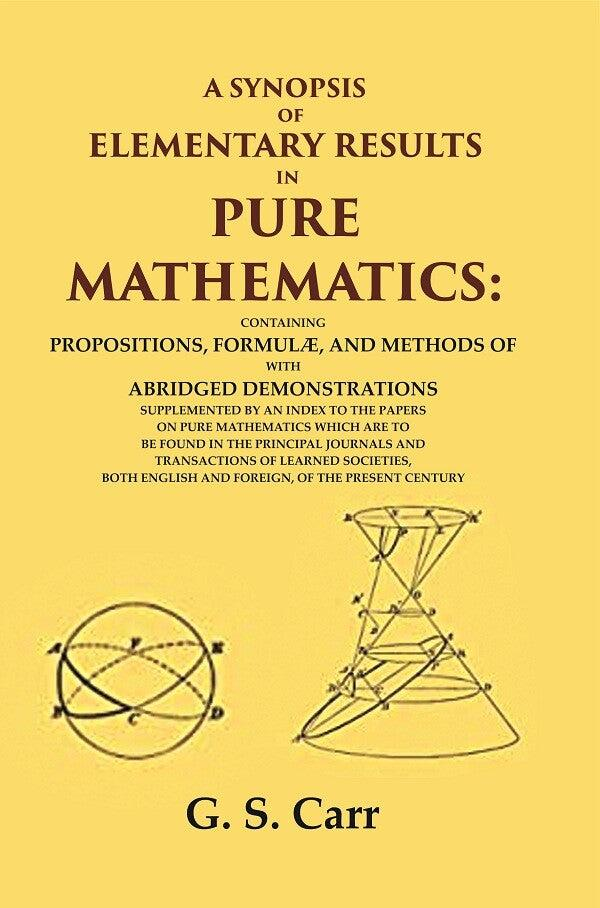 A SYNOPSIS
OF
ELEMENTARY RESULTS
IN
PURE
MATHEMATICS:
CONTAINING
PROPOSITIONS, FORMULÆ, AND METHODS OF
WITH
ABRIDGED DEMONSTRATIONS
SUPPLEMENTED BY AN INDEX TO THE PAPERS
ON PURE MATHEMATICS WHICH ARE TO
BE FOUND IN THE PRINCIPAL JOURNALS AND
TRANSACTIONS OF LEARNED SOCIETIES,
BOTH ENGLISH AND FOREIGN, OF THE PRESENT CENTURY
A F E
B C D
G. S. Carr